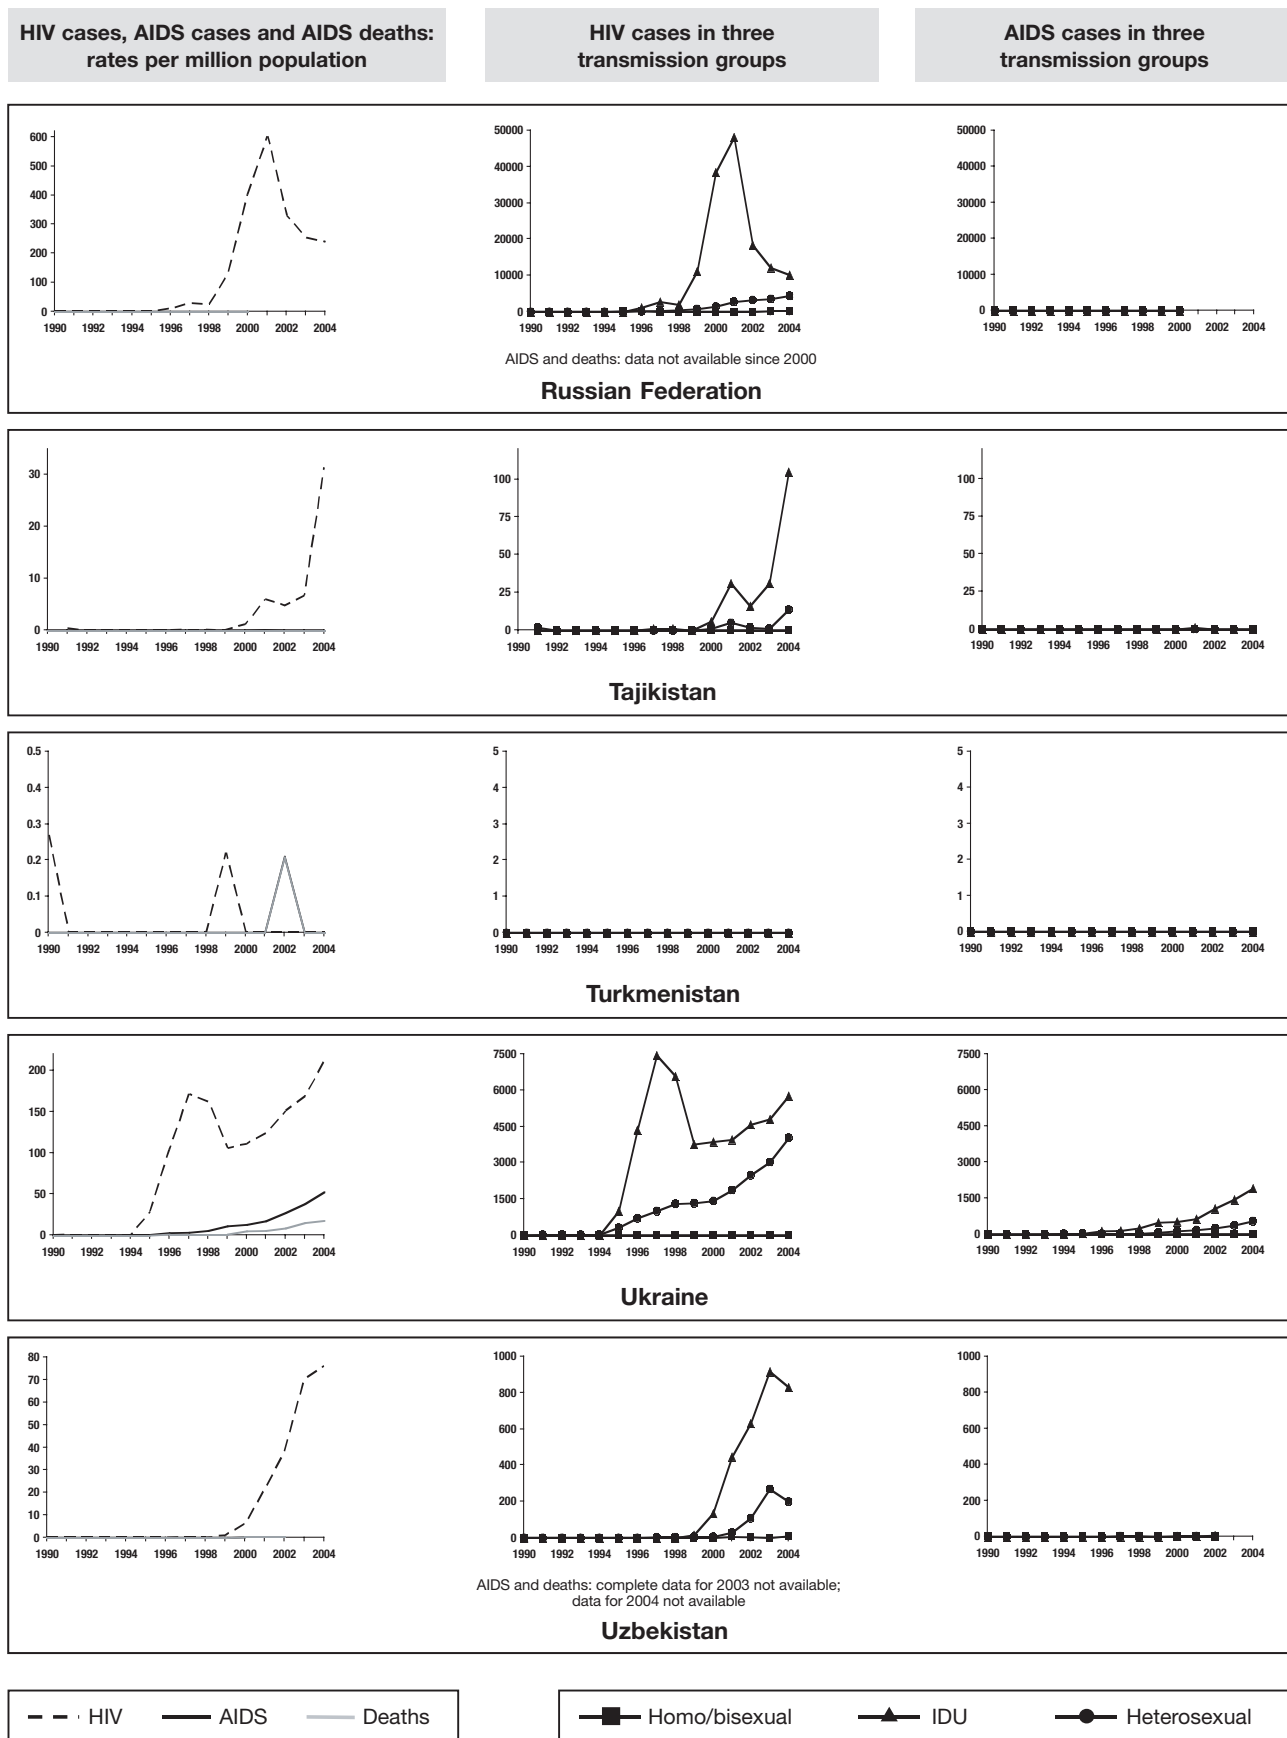 HIV cases, AIDS cases and AIDS deaths:
rates per million population
HIV cases in three
transmission groups
AIDS cases in three
transmission groups
600
500
400
300
200
100
0
1990 1992 1994 1996 1998 2000 2002 2004
50000
40000
30000
20000
10000
0
1990 1992 1994 1996 1998 2000 2002 2004
50000
40000
30000
20000
10000
0
1990 1992 1994 1996 1998 2000 2002 2004
AIDS and deaths: data not available since 2000
Russian Federation
30
20
10
0
1990 1992 1994 1996 1998 2000 2002 2004
100
75
50
25
0
1990 1992 1994 1996 1998 2000 2002 2004
100
75
50
25
0
1990 1992 1994 1996 1998 2000 2002 2004
Tajikistan
0.5
0.4
0.3
0.2
0.1
0
1990 1992 1994 1996 1998 2000 2002 2004
5
4
3
2
1
0
1990 1992 1994 1996 1998 2000 2002 2004
5
4
3
2
1
0
1990 1992 1994 1996 1998 2000 2002 2004
Turkmenistan
200
150
100
50
0
1990 1992 1994 1996 1998 2000 2002 2004
7500
6000
4500
3000
1500
0
1990 1992 1994 1996 1998 2000 2002 2004
7500
6000
4500
3000
1500
0
1990 1992 1994 1996 1998 2000 2002 2004
Ukraine
80
70
60
50
40
30
20
10
0
1990 1992 1994 1996 1998 2000 2002 2004
1000
800
600
400
200
0
1990 1992 1994 1996 1998 2000 2002 2004
1000
800
600
400
200
0
1990 1992 1994 1996 1998 2000 2002 2004
AIDS and deaths: complete data for 2003 not available;
data for 2004 not available
Uzbekistan
HIV AIDS Deaths
Homo/bisexual IDU Heterosexual